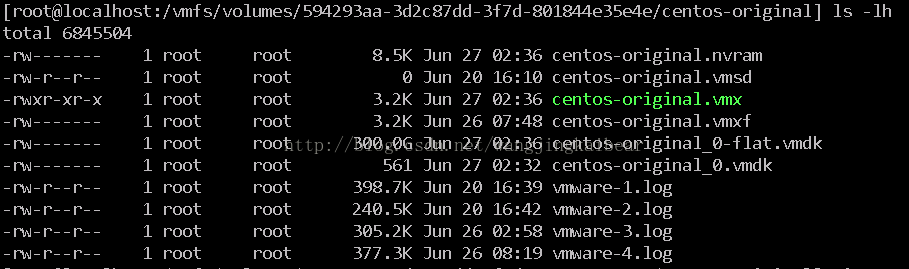 [root@localhost:/vmfs/volumes/594293aa-3d2c87dd-3f7d-801844e35e4e/centos-original] ls -lh
total 6845504
-rw------- 1 root root 8.5K Jun 27 02:36 centos-original.nvram
-rw-r--r-- 1 root root 0 Jun 20 16:10 centos-original.vmsd
-rwxr-xr-x 1 root root 3.2K Jun 27 02:36 centos-original.vmx
-rw------- 1 root root 3.2K Jun 26 07:48 centos-original.vmxf
-rw------- 1 root root 300.0G Jun 27 02:36 centos-original_0-flat.vmdk
-rw------- 1 root root 561 Jun 27 02:32 centos-original_0.vmdk
-rw-r--r-- 1 root root 398.7K Jun 20 16:39 vmware-1.log
-rw-r--r-- 1 root root 240.5K Jun 20 16:42 vmware-2.log
-rw-r--r-- 1 root root 305.2K Jun 26 02:58 vmware-3.log
-rw-r--r-- 1 root root 377.3K Jun 26 08:19 vmware-4.log